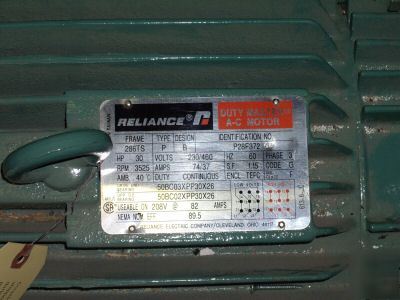 RELIANCE
DUTY MASTER
A-C MOTOR
FRAME TYPE DESIGN IDENTIFICATION NO.
286TS P B P28F372
HP 30 VOLTS 230/460 HZ 60 PHASE 3
RPM 3525 AMPS 74/37 S.F. 1.15 CODE G
AMB 40 C DUTY CONTINUOUS ENCL TEFC F
50BC03XPP30X26
50BC02XPP30X26
USEABLE ON 208V @ 82 AMPS
NEMA NOM EFF 89.5
RELIANCE ELECTRIC COMPANY/CLEVELAND, OHIO 44117